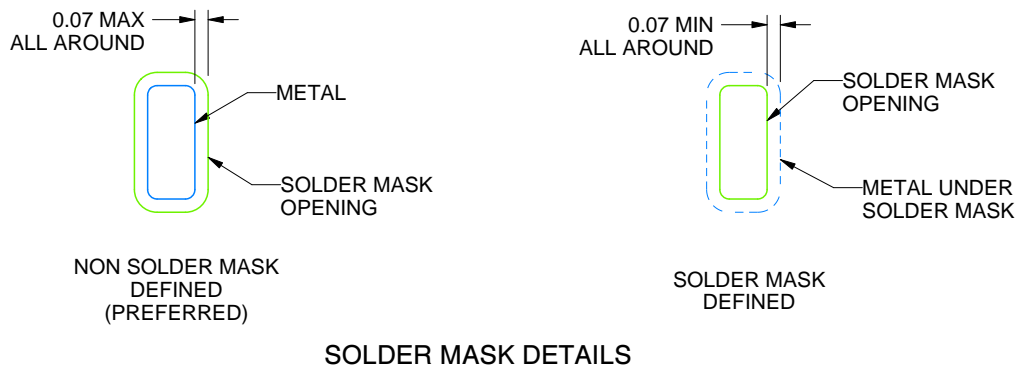 0.07 MAX
ALL AROUND
METAL
SOLDER MASK
OPENING
NON SOLDER MASK
DEFINED
(PREFERRED)
0.07 MIN
ALL AROUND
SOLDER MASK
OPENING
METAL UNDER
SOLDER MASK
SOLDER MASK
DEFINED
SOLDER MASK DETAILS